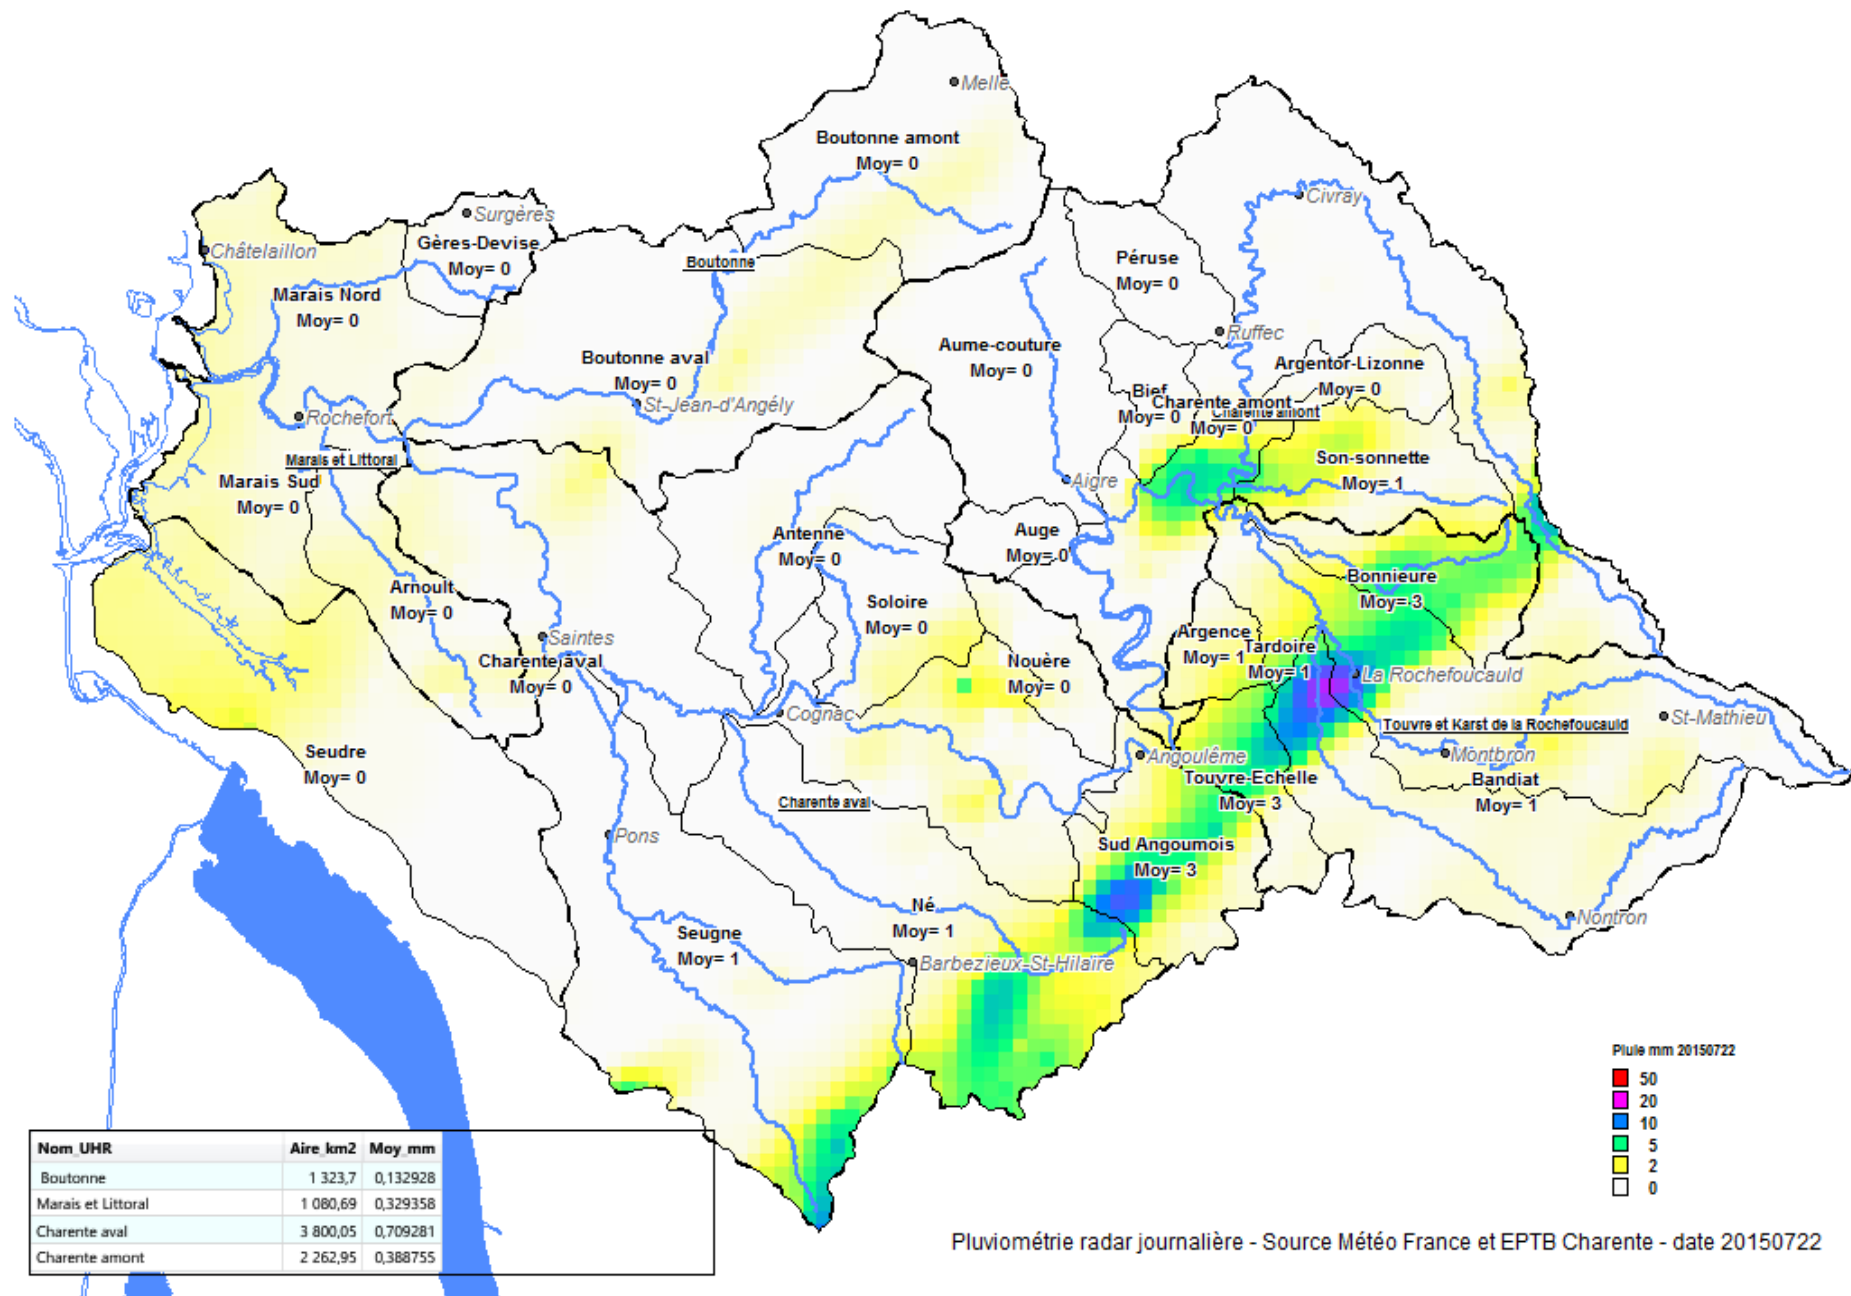 Melle
Boutonne amont
Moy= 0
Civray
Surgères
Châtelaillon
Gères-Devise
Moy= 0
Boutonne
Péruse
Moy= 0
Marais Nord
Moy= 0
Ruffec
Boutonne aval
Moy= 0
Aume-couture
Moy= 0
Argentor-Lizonne
Moy= 0
Bief
Moy= 0
Charente amont
Moy= 0
Charente amont
St-Jean-d'Angély
Rochefort
Marais et Littoral
Marais Sud
Moy= 0
Son-sonnette
Moy= 1
Aigre
Antenne
Moy= 0
Auge
Moy= 0
Arnoult
Moy= 0
Soloire
Moy= 0
Bonnieure
Moy= 3
Saintes
Charente aval
Moy= 0
Nouère
Moy= 0
Argence
Moy= 1
Tardoire
Moy= 1
La Rochefoucauld
Cognac
Touvre et Karst de la Rochefoucauld
St-Mathieu
Seudre
Moy= 0
Angoulême
Montbron
Touvre-Echelle
Moy= 3
Bandiat
Moy= 1
Charente aval
Pons
Sud Angoumois
Moy= 3
Né
Moy= 1
Nontron
Seugne
Moy= 1
Barbezieux-St-Hilaire
Pluie mm 20150722
50
20
10
5
2
0
Nom_UHR Aire_km2 Moy_mm
Boutonne 1 323,7 0,132928
Marais et Littoral 1 080,69 0,329358
Charente aval 3 800,05 0,709281
Charente amont 2 262,95 0,388755
Pluviométrie radar journalière - Source Météo France et EPTB Charente - date 20150722